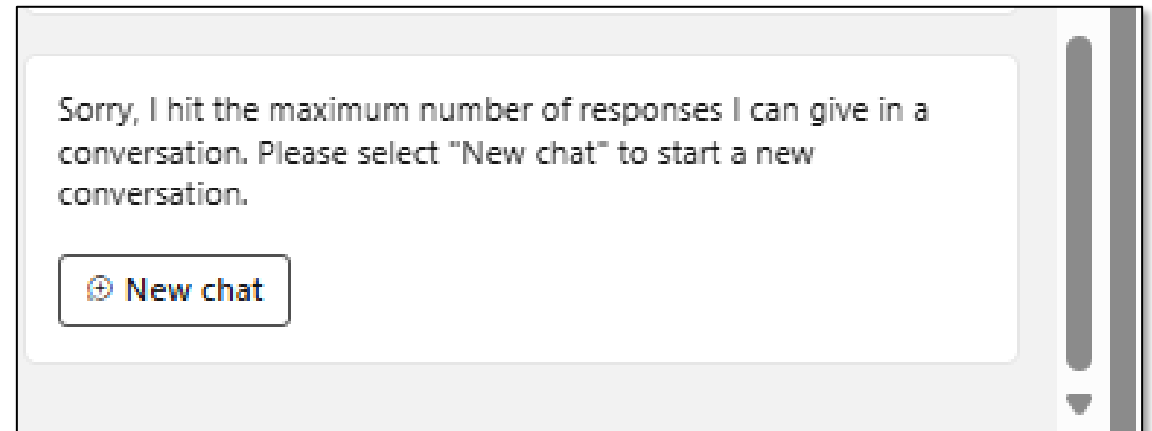 Sorry, I hit the maximum number of responses I can give in a
conversation. Please select "New chat" to start a new
conversation.
New chat